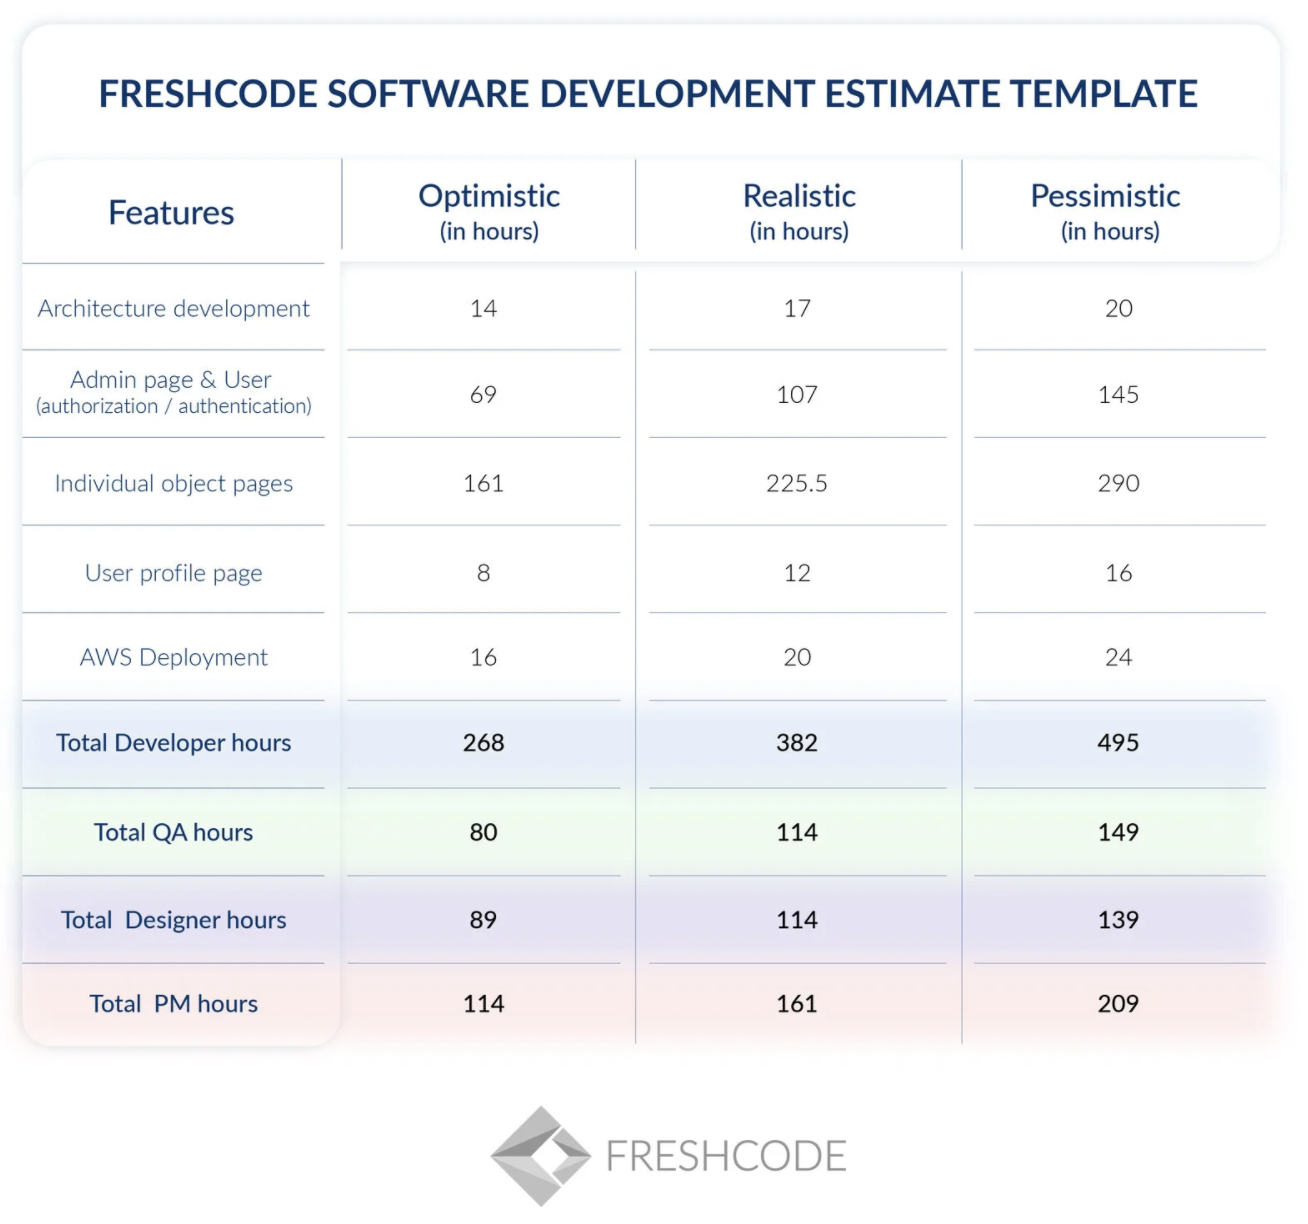 FRESHCODE SOFTWARE DEVELOPMENT ESTIMATE TEMPLATE
Features Optimistic (in hours) Realistic (in hours) Pessimistic (in hours)
Architecture development 14 17 20
Admin page & User (authorization / authentication) 69 107 145
Individual object pages 161 225.5 290
User profile page 8 12 16
AWS Deployment 16 20 24
Total Developer hours 268 382 495
Total QA hours 80 114 149
Total Designer hours 89 114 139
Total PM hours 114 161 209
FRESHCODE